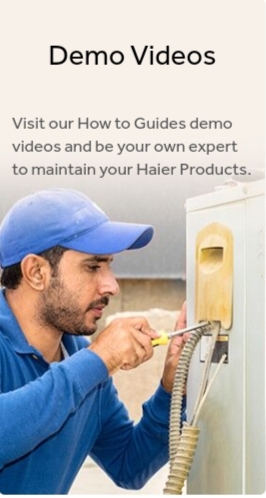 Demo Videos
Visit our How to Guides demo
videos and be your own expert
to maintain your Haier Products.